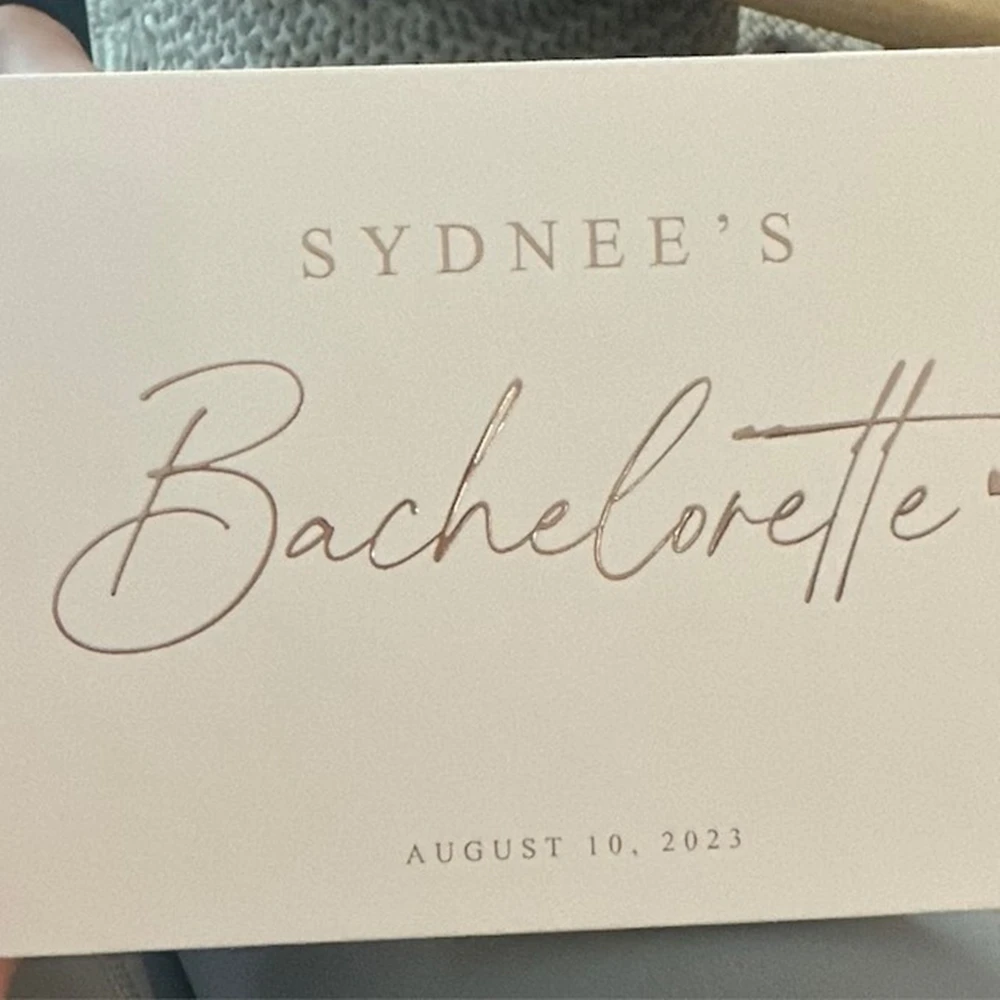 SYDNEE’S
Bachelorette
AUGUST 10, 2023